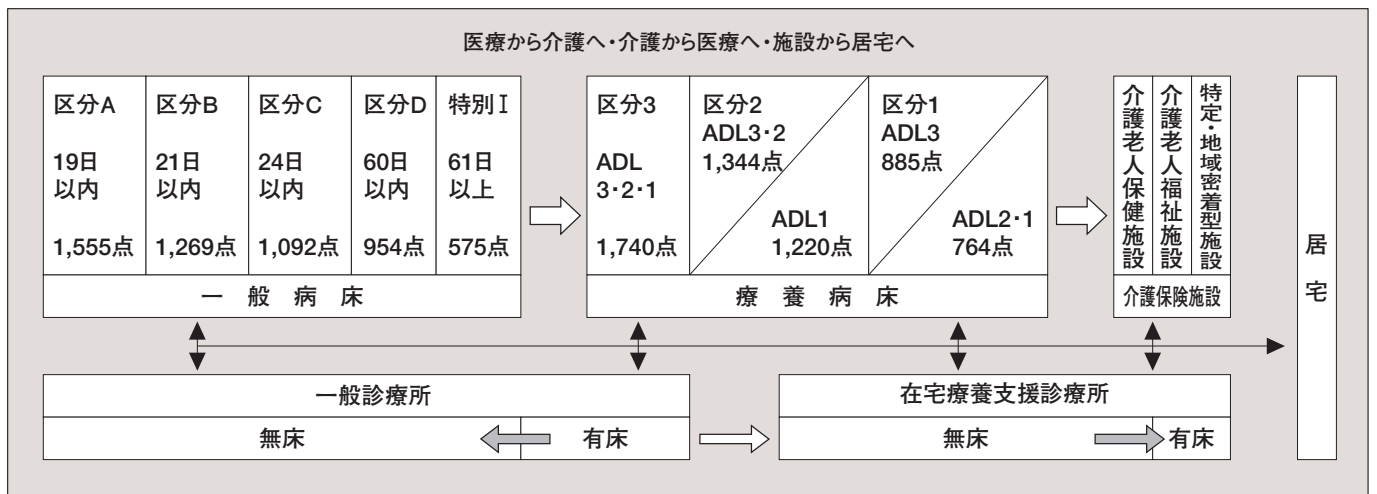 医療から介護へ・介護から医療へ・施設から居宅へ
区分A
19日
以内
1,555点
区分B
21日
以内
1,269点
区分C
24日
以内
1,092点
区分D
60日
以内
954点
特別Ⅰ
61日
以上
575点
一般病床
区分3
ADL
3・2・1
1,740点
区分2
ADL3・2
1,344点
ADL1
1,220点
区分1
ADL3
885点
ADL2・1
764点
療養病床
介護老人保健施設
介護老人福祉施設
特定・地域密着型施設
介護保険施設
居宅
一般診療所
無床
有床
在宅療養支援診療所
無床
有床